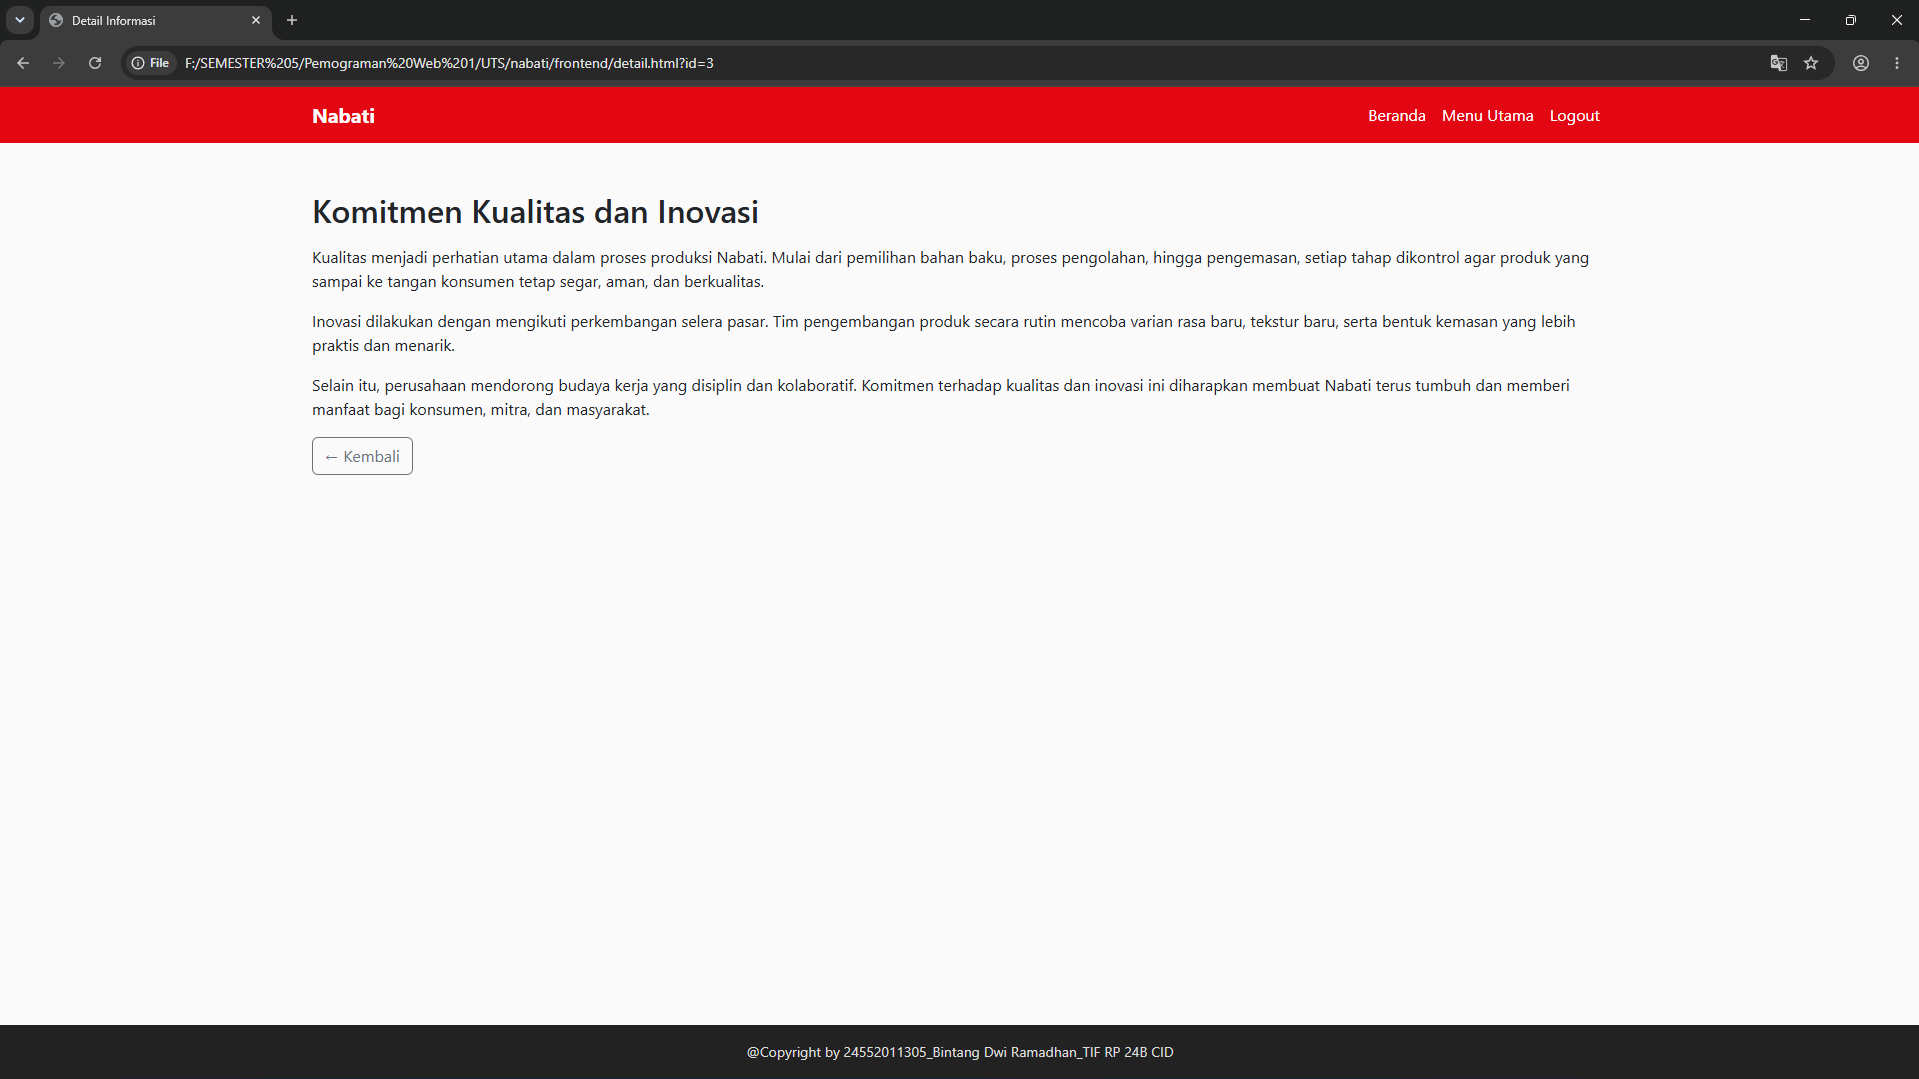 Detail Informasi
File
F:/SEMESTER%205/Pemograman%20Web%201/UTS/nabati/frontend/detail.html?id=3
Nabati
Beranda
Menu Utama
Logout
Komitmen Kualitas dan Inovasi
Kualitas menjadi perhatian utama dalam proses produksi Nabati. Mulai dari pemilihan bahan baku, proses pengolahan, hingga pengemasan, setiap tahap dikontrol agar produk yang
sampai ke tangan konsumen tetap segar, aman, dan berkualitas.
Inovasi dilakukan dengan mengikuti perkembangan selera pasar. Tim pengembangan produk secara rutin mencoba varian rasa baru, tekstur baru, serta bentuk kemasan yang lebih
praktis dan menarik.
Selain itu, perusahaan mendorong budaya kerja yang disiplin dan kolaboratif. Komitmen terhadap kualitas dan inovasi ini diharapkan membuat Nabati terus tumbuh dan memberi
manfaat bagi konsumen, mitra, dan masyarakat.
← Kembali
@Copyright by 24552011305_Bintang Dwi Ramadhan_TIF RP 24B CID